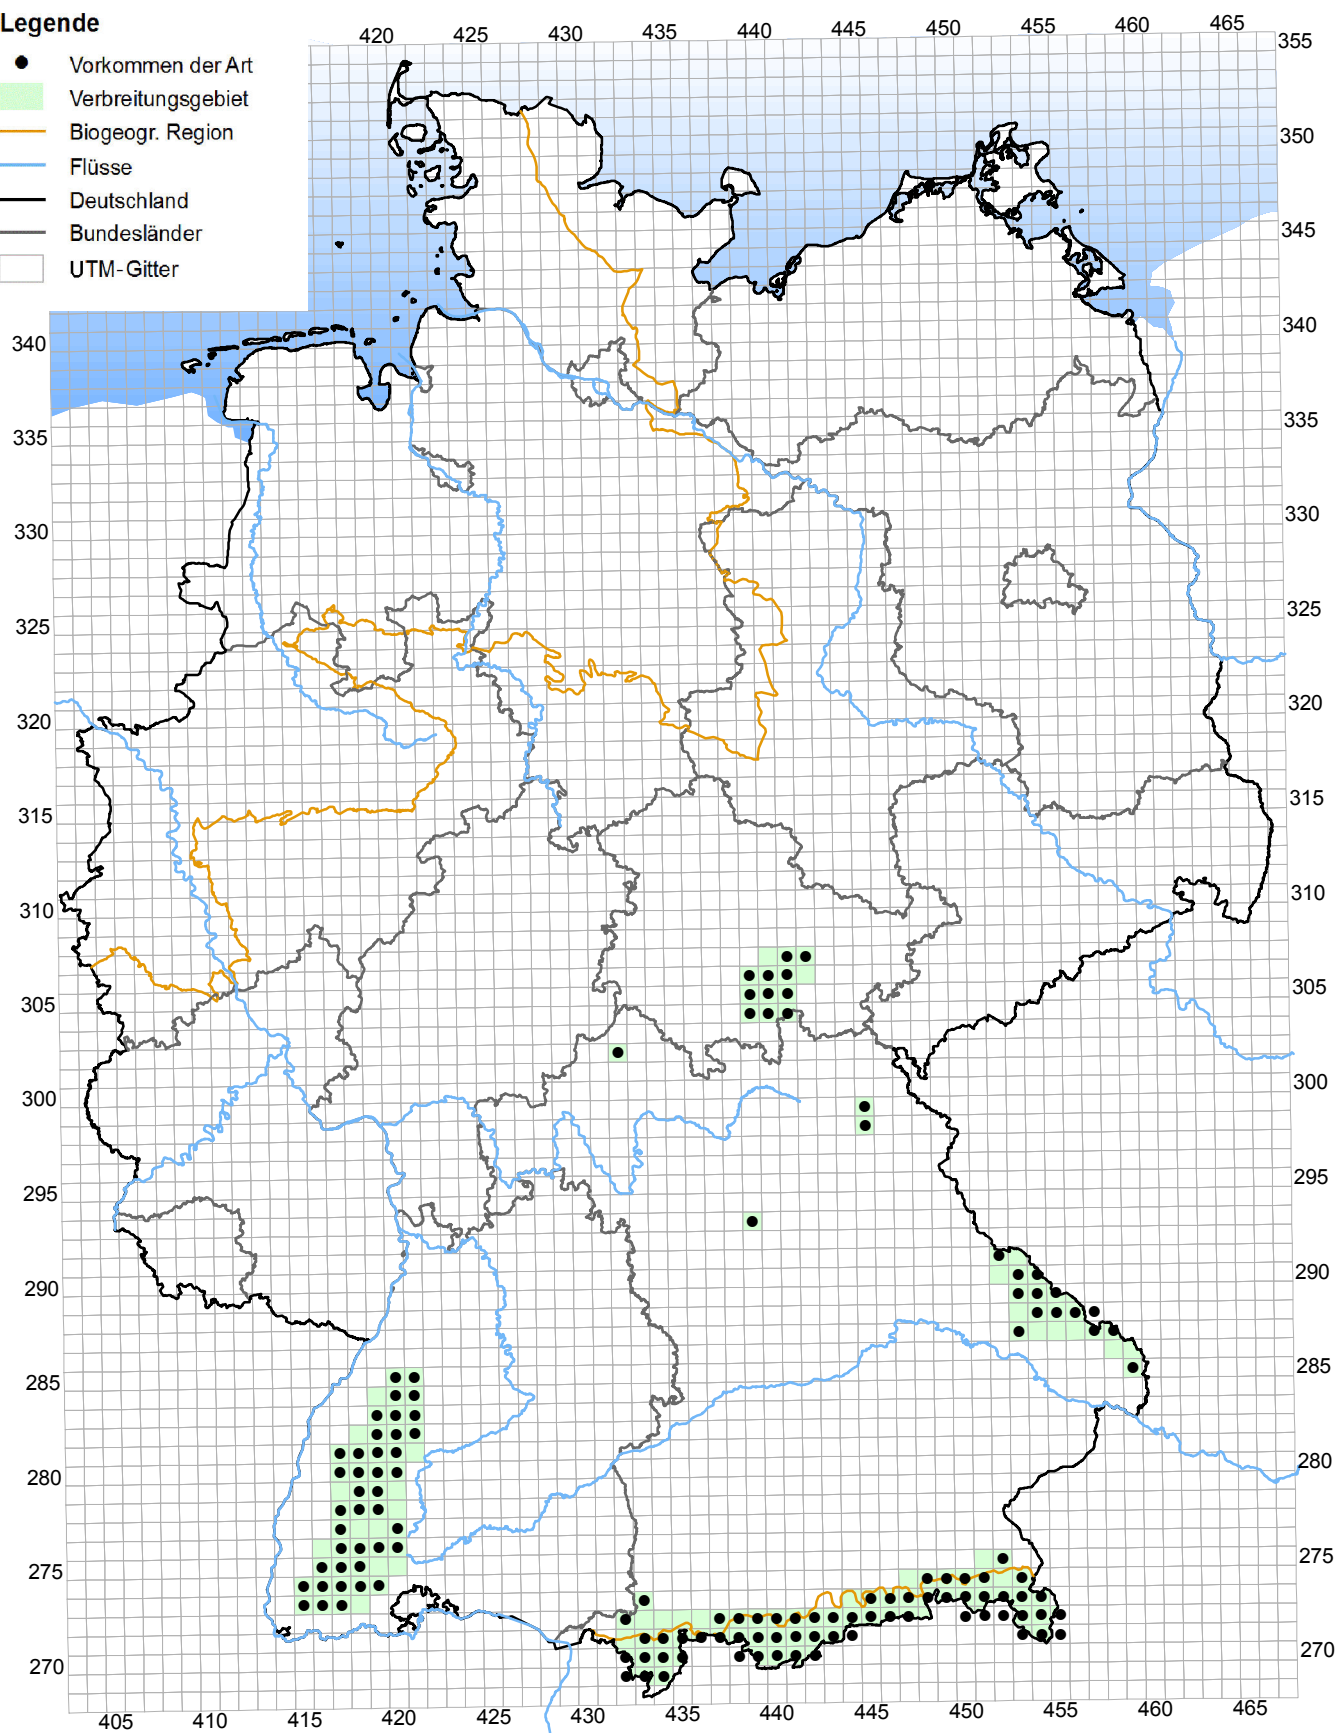 Legende
Vorkommen der Art
Verbreitungsgebiet
Biogeogr. Region
Flüsse
Deutschland
Bundesländer
UTM-Gitter
420 425 430 435 440 445 450 455 460 465
355
350
345
340 340
335 335
330 330
325 325
320 320
315 315
310 310
305 305
300 300
295 295
290 290
285 285
280 280
275 275
270 270
405 410 415 420 425 430 435 440 445 450 455 460 465